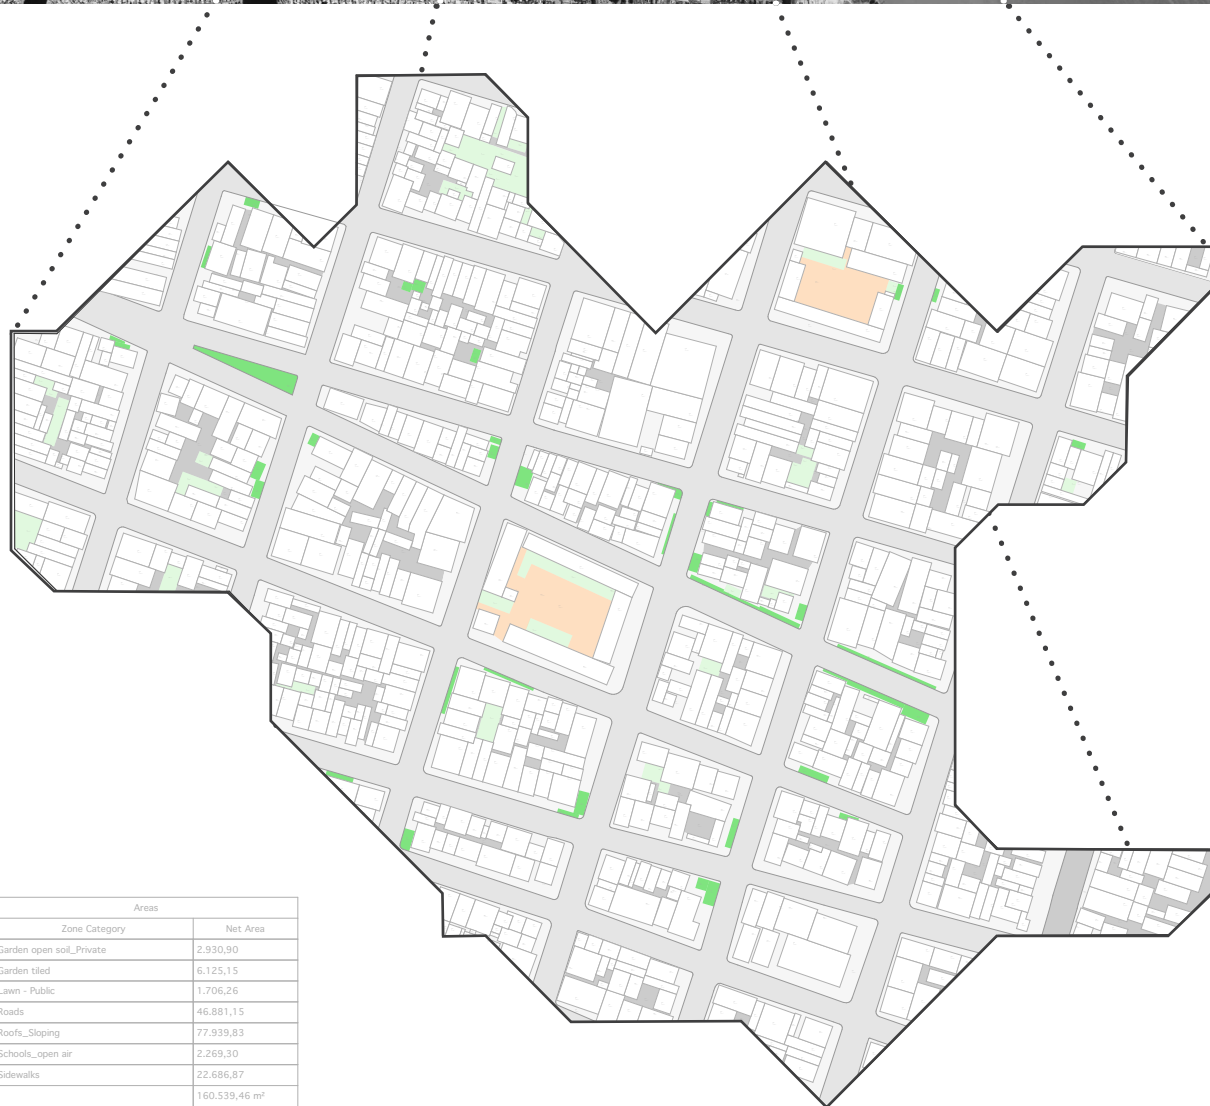 Areas
Zone Category Net Area
Garden open soil_Private 2.930,90
Garden tiled 6.125,15
Lawn - Public 1.706,26
Roads 46.881,15
Roofs_Sloping 77.939,83
Schools_open air 2.269,30
Sidewalks 22.686,87
160.539,46 m²